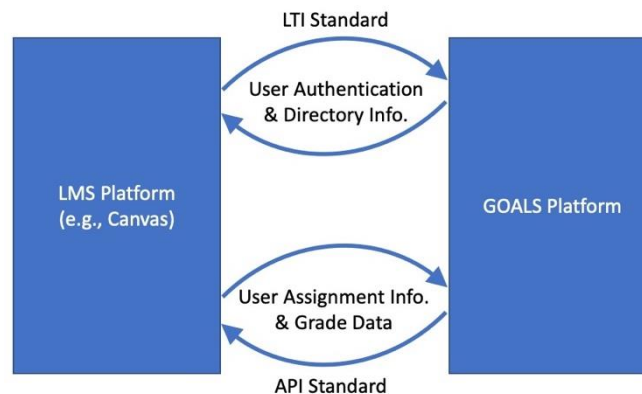 LTI Standard
User Authentication
& Directory Info.
LMS Platform
(e.g., Canvas)
GOALS Platform
User Assignment Info.
& Grade Data
API Standard